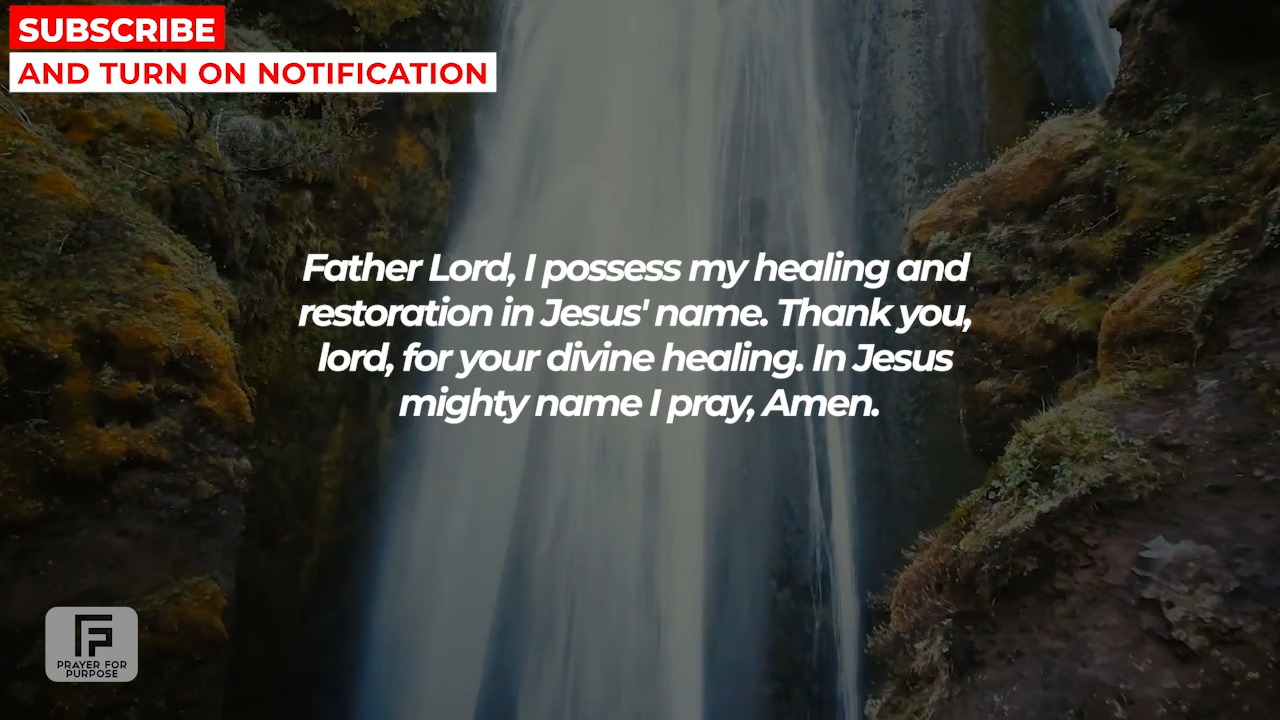 SUBSCRIBE
AND TURN ON NOTIFICATION
Father Lord, I possess my healing and
restoration in Jesus' name. Thank you,
lord, for your divine healing. In Jesus
mighty name I pray, Amen.
PRAYER FOR
PURPOSE